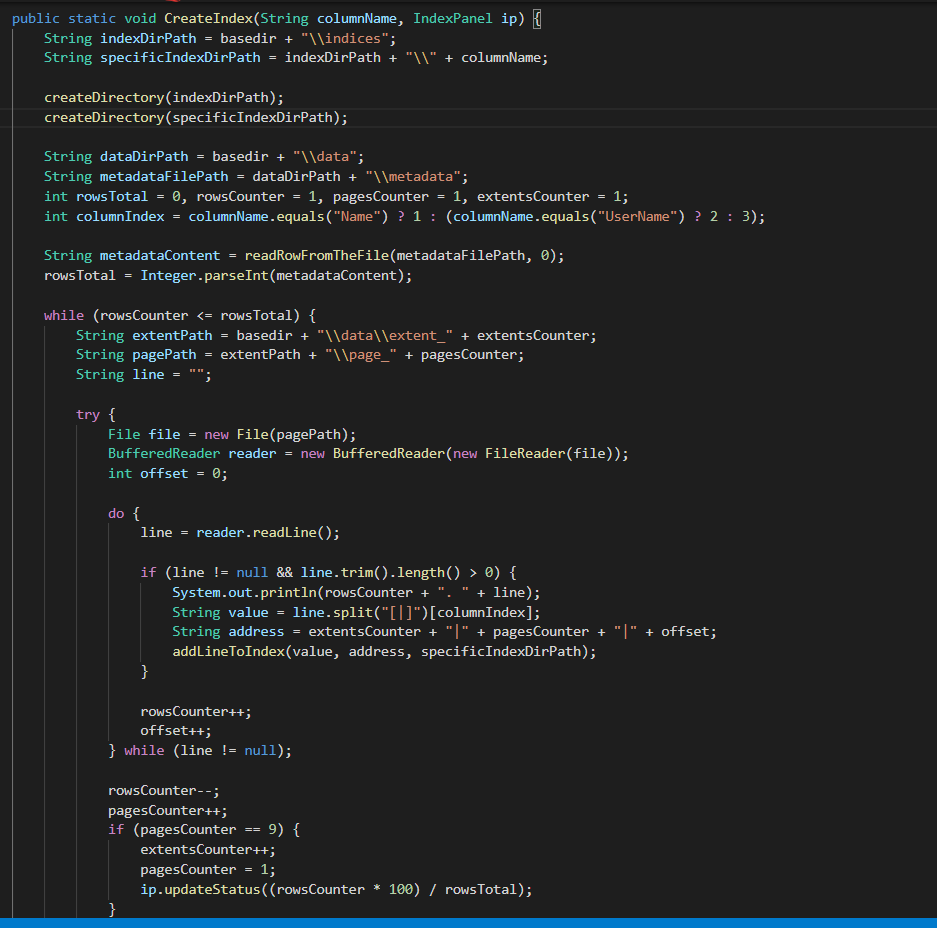 public static void CreateIndex(String columnName, IndexPanel ip) {
    String indexDirPath = basedir + "\\indices";
    String specificIndexDirPath = indexDirPath + "\\" + columnName;

    createDirectory(indexDirPath);
    createDirectory(specificIndexDirPath);

    String dataDirPath = basedir + "\\data";
    String metadataFilePath = dataDirPath + "\\metadata";
    int rowsTotal = 0, rowsCounter = 1, pagesCounter = 1, extentsCounter = 1;
    int columnIndex = columnName.equals("Name") ? 1 : (columnName.equals("UserName") ? 2 : 3);

    String metadataContent = readRowFromTheFile(metadataFilePath, 0);
    rowsTotal = Integer.parseInt(metadataContent);

    while (rowsCounter <= rowsTotal) {
        String extentPath = basedir + "\\data\\extent_" + extentsCounter;
        String pagePath = extentPath + "\\page_" + pagesCounter;
        String line = "";

        try {
            File file = new File(pagePath);
            BufferedReader reader = new BufferedReader(new FileReader(file));
            int offset = 0;

            do {
                line = reader.readLine();

                if (line != null && line.trim().length() > 0) {
                    System.out.println(rowsCounter + ". " + line);
                    String value = line.split("[|]")[columnIndex];
                    String address = extentsCounter + "|" + pagesCounter + "|" + offset;
                    addLineToIndex(value, address, specificIndexDirPath);
                }

                rowsCounter++;
                offset++;
            } while (line != null);

            rowsCounter--;
            pagesCounter++;
            if (pagesCounter == 9) {
                extentsCounter++;
                pagesCounter = 1;
                ip.updateStatus((rowsCounter * 100) / rowsTotal);
            }